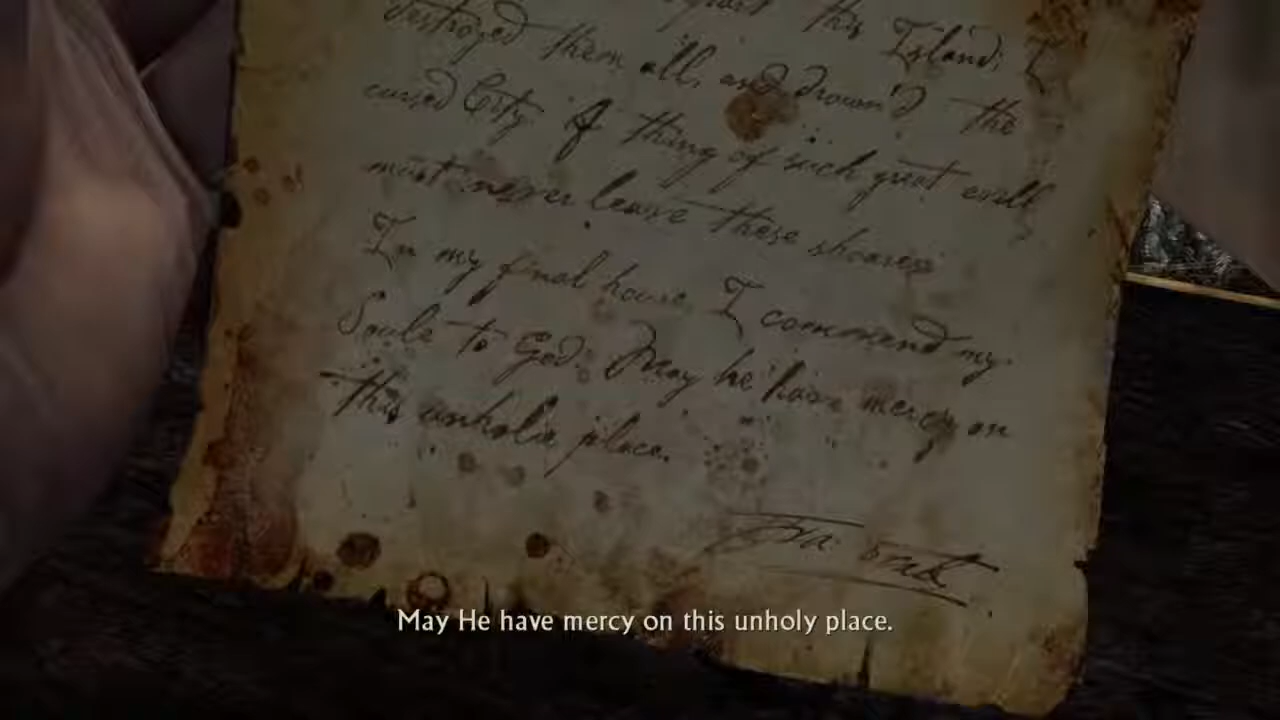 this Island; I
destroyed them all, and drown'd the
cursed City. A thing of such great evill
must never leave these shoares.
In my final houre, I commend my
Soule to God. May he have mercy on
this unholie place.
Fra:
May He have mercy on this unholy place.